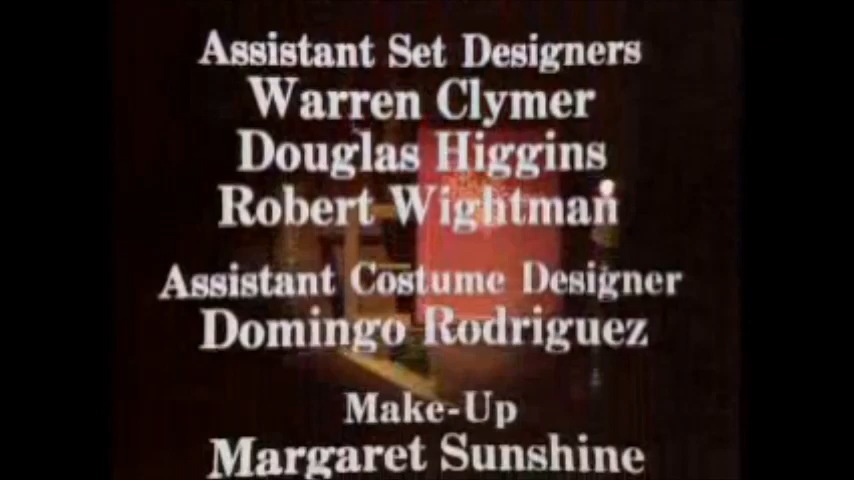 Assistant Set Designers
Warren Clymer
Douglas Higgins
Robert Wightman
Assistant Costume Designer
Domingo Rodriguez
Make-Up
Margaret Sunshine